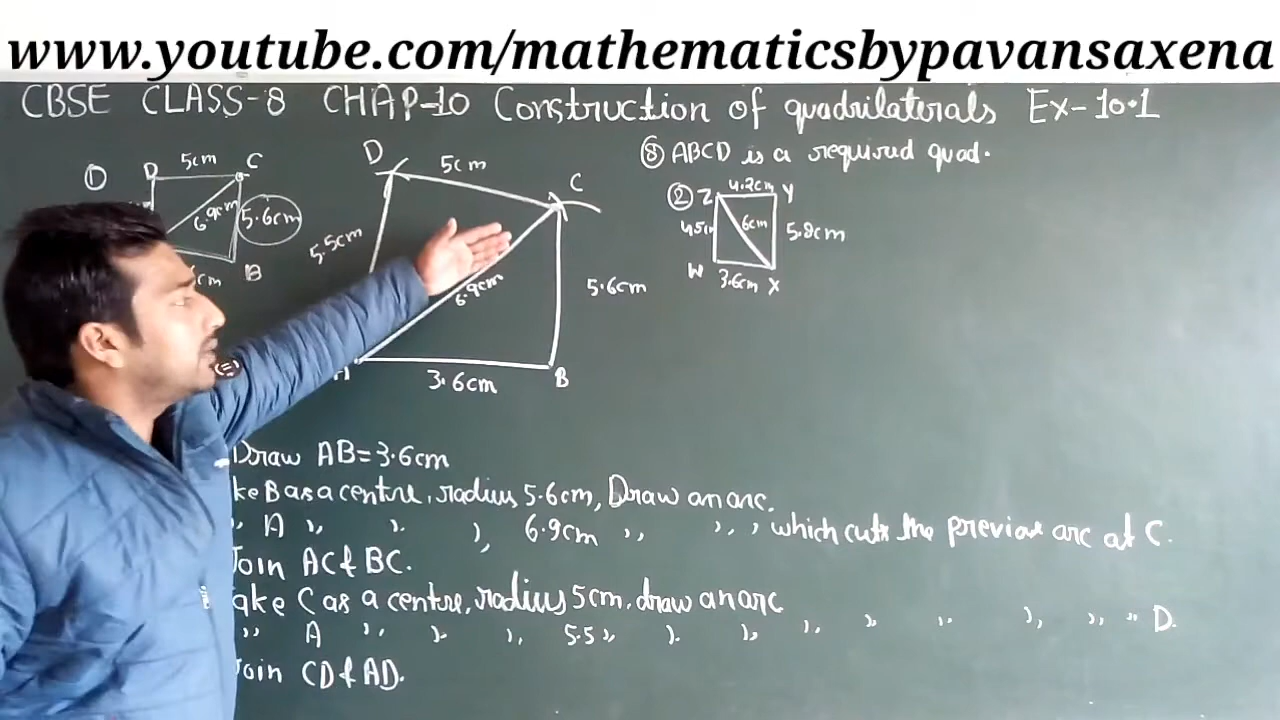 www.youtube.com/mathematicsbypavansaxena
CBSE CLASS-8 CHAP-10 Construction of quadrilaterals Ex-10.1
① D 5cm C
6.9cm 5.6cm
cm B
D 5cm C
5.5cm
6.9cm 5.6cm
A 3.6cm B
⑧ ABCD is a required quad.
② Z 4.2cm Y
4.5c 6cm 5.8cm
W 3.6cm X
Draw AB=3.6cm
ke B as a centre, radius 5.6cm, Draw an arc.
,, A ,, ,, ,, 6.9cm ,, ,, ,, which cuts the previous arc at C.
Join AC & BC.
ake C as a centre, radius 5cm, draw an arc
,, A ,, ,, ,, 5.5 ,, ,, ,, ,, ,, ,, ,, ,, ,, D.
Join CD & AD.